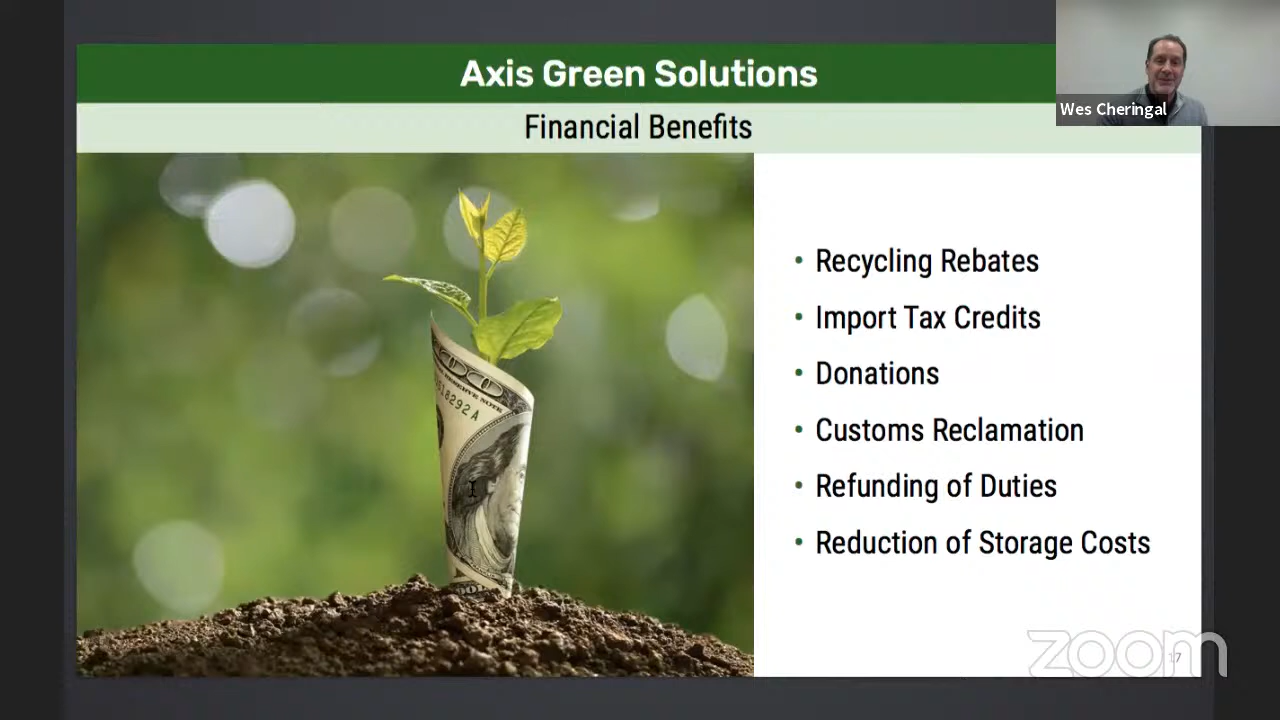 Axis Green Solutions
Wes Cheringal
Financial Benefits
Recycling Rebates
Import Tax Credits
Donations
Customs Reclamation
Refunding of Duties
Reduction of Storage Costs
zoom
17